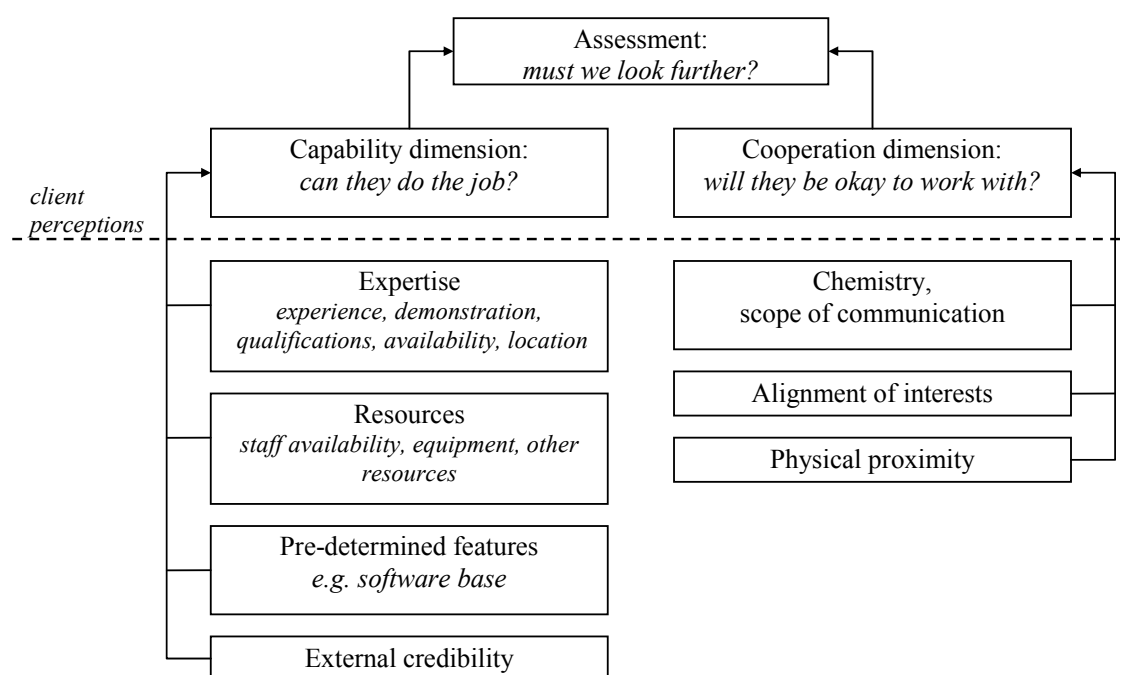 Assessment:
must we look further?
Capability dimension:
can they do the job?
Cooperation dimension:
will they be okay to work with?
client
perceptions
Expertise
experience, demonstration,
qualifications, availability, location
Resources
staff availability, equipment, other
resources
Pre-determined features
e.g. software base
External credibility
Chemistry,
scope of communication
Alignment of interests
Physical proximity